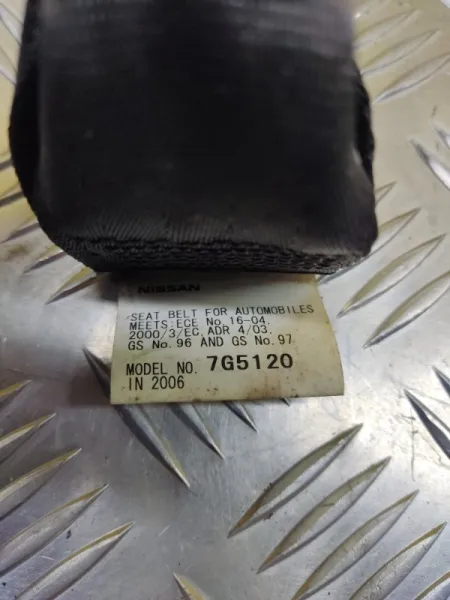 NISSAN
SEAT BELT FOR AUTOMOBILES
MEETS:ECE No.16-04.
2000/3/EC.ADR 4/03.
GS No.96 AND GS No.97
MODEL NO. 7G5120
IN 2006